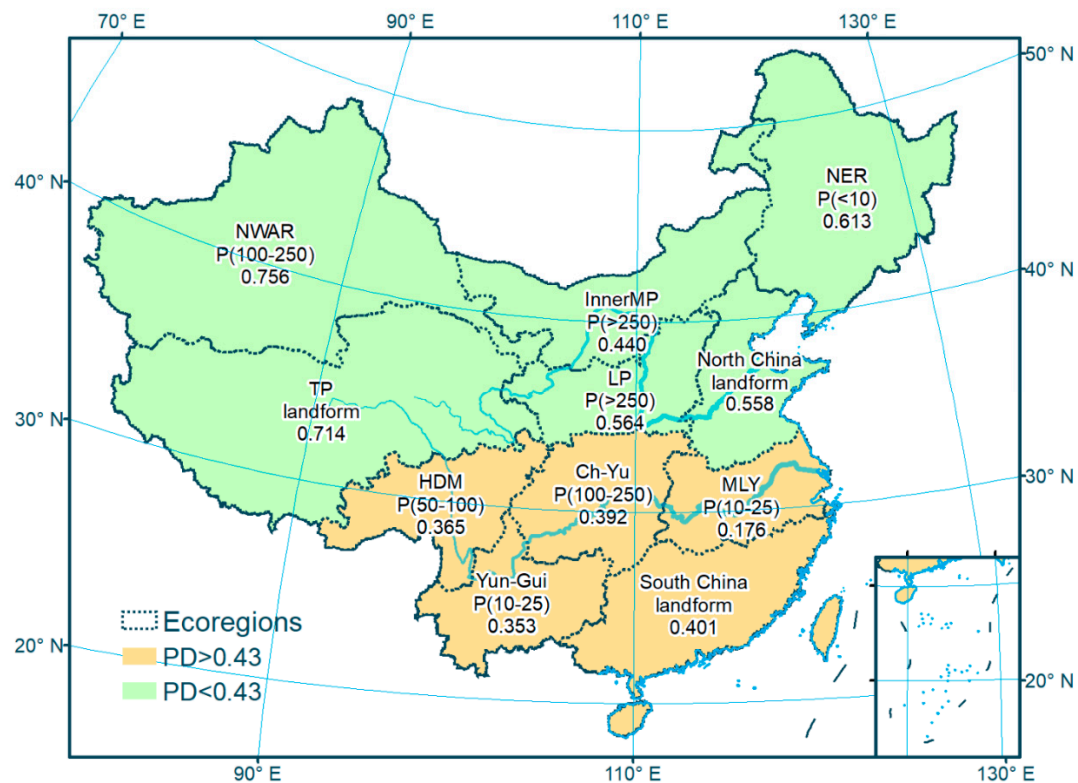 70° E
90° E
110° E
130° E
50° N
40° N
40° N
30° N
30° N
20° N
20° N
90° E
110° E
130° E
NWAR
P(100-250)
0.756
NER
P(<10)
0.613
InnerMP
P(>250)
0.440
North China
landform
0.558
LP
P(>250)
0.564
TP
landform
0.714
HDM
P(50-100)
0.365
Ch-Yu
P(100-250)
0.392
MLY
P(10-25)
0.176
Yun-Gui
P(10-25)
0.353
South China
landform
0.401
Ecoregions
PD>0.43
PD<0.43